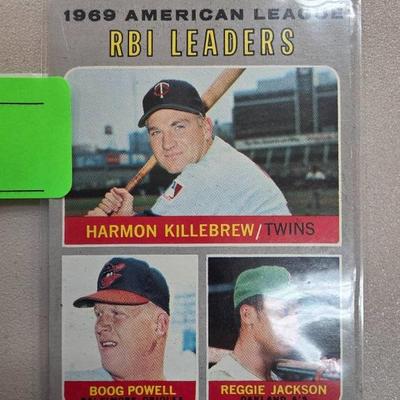 1969 AMERICAN LEAGUE
RBI LEADERS
HARMON KILLEBREW/TWINS
BOOG POWELL
REGGIE JACKSON